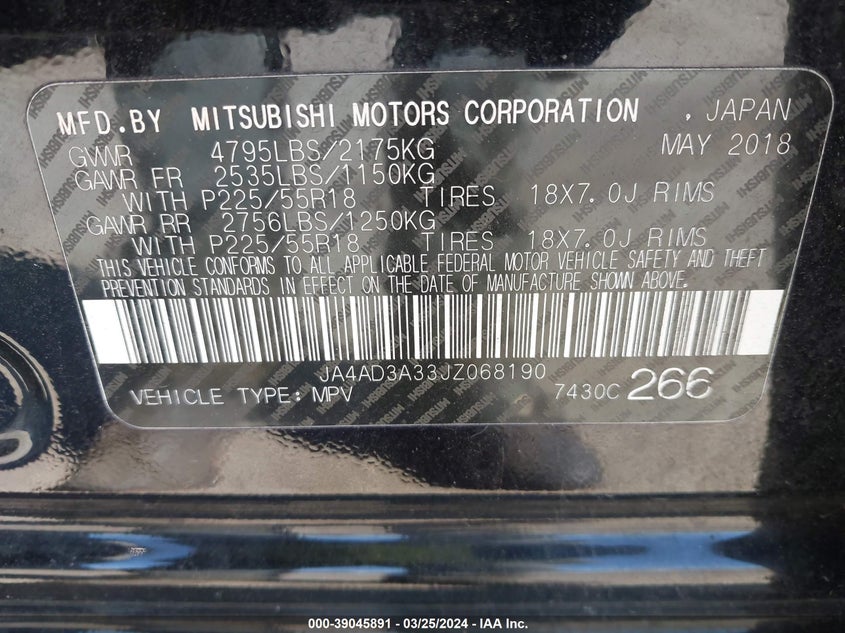 MFD.BY MITSUBISHI MOTORS CORPORATION , JAPAN
GVWR 4795LBS/2175KG MAY 2018
GAWR FR 2535LBS/1150KG
WITH P225/55R18 TIRES 18X7.0J RIMS
GAWR RR 2756LBS/1250KG
WITH P225/55R18 TIRES 18X7.0J RIMS
THIS VEHICLE CONFORMS TO ALL APPLICABLE FEDERAL MOTOR VEHICLE SAFETY AND THEFT
PREVENTION STANDARDS IN EFFECT ON THE DATE OF MANUFACTURE SHOWN ABOVE.
JA4AD3A33JZ068190
VEHICLE TYPE: MPV 7430C 266
000-39045891 - 03/25/2024 - IAA Inc.